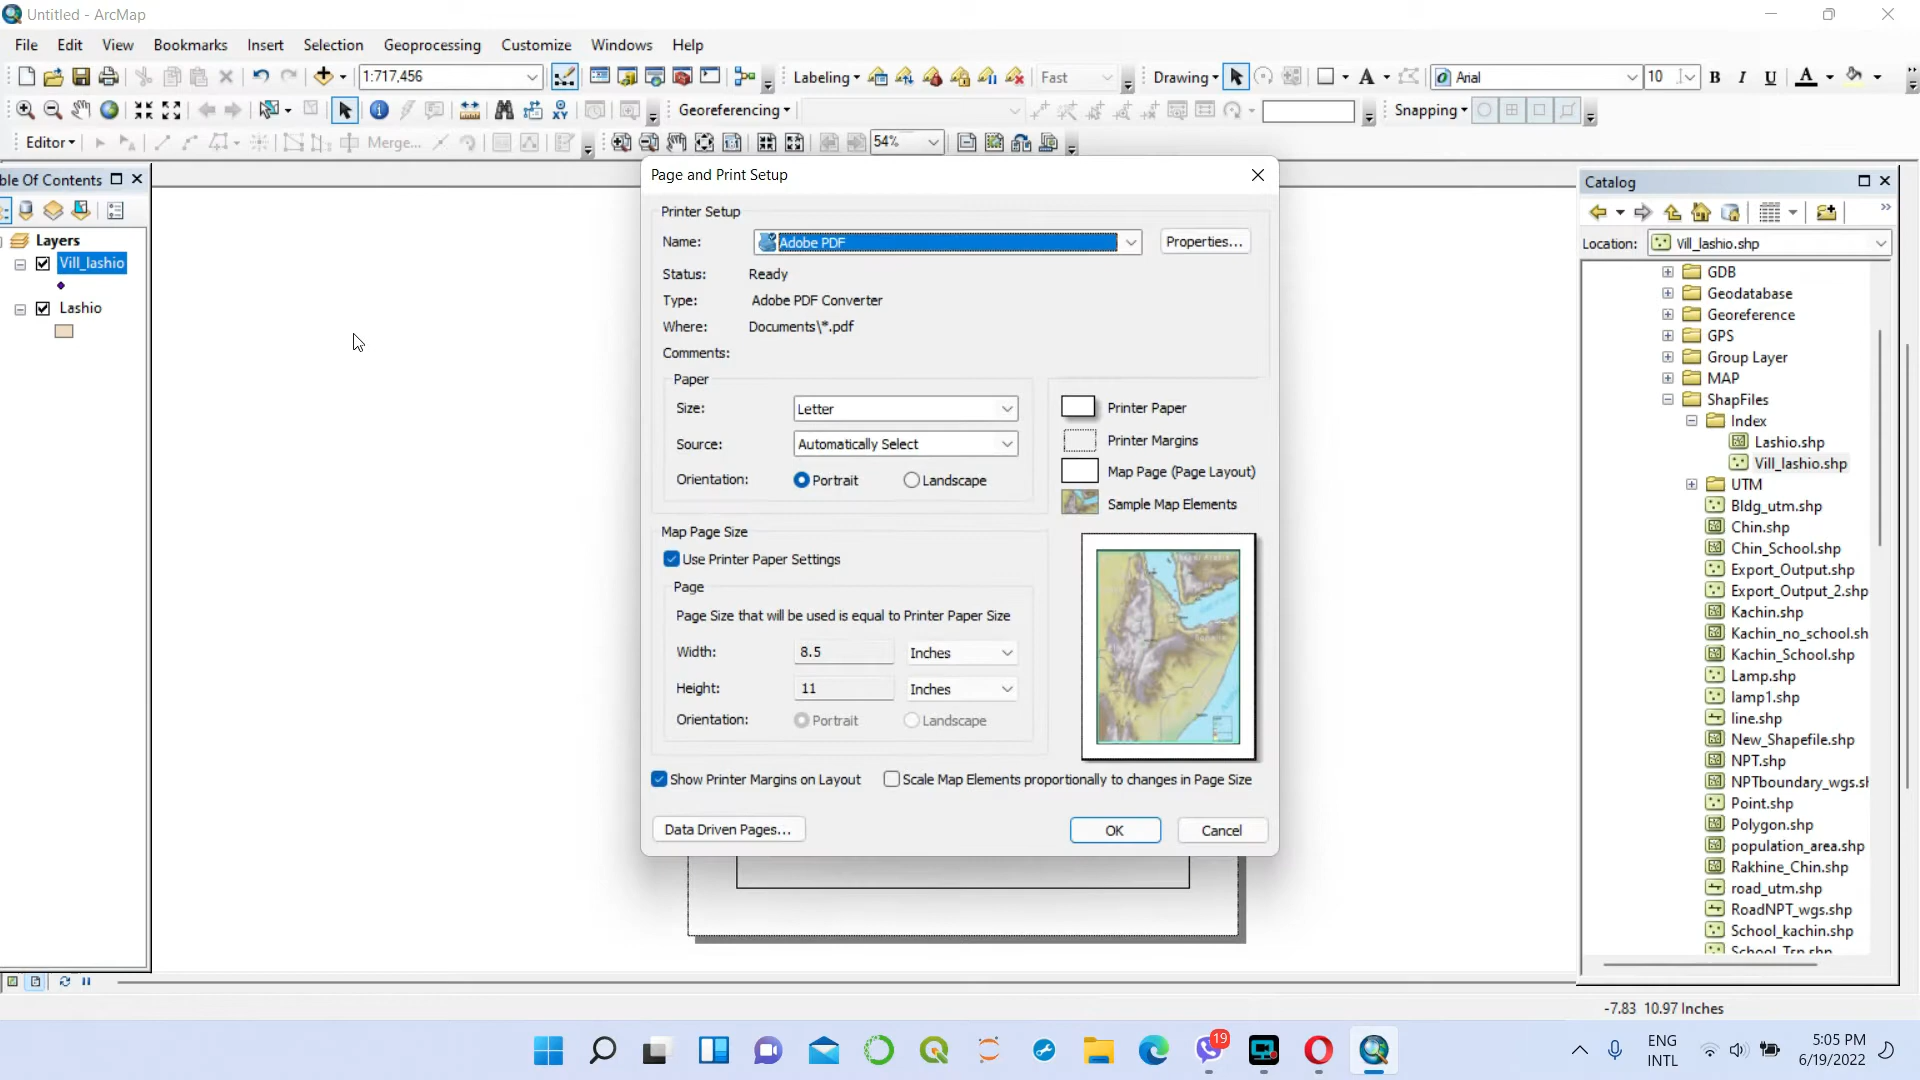 Untitled - ArcMap
File Edit View Bookmarks Insert Selection Geoprocessing Customize Windows Help
1:717,456 Labeling Fast Drawing Arial 10 B I U A
Georeferencing Snapping
Editor Merge... 54%
ble Of Contents
Layers
Vill_lashio
Lashio
Page and Print Setup
Printer Setup
Name: Adobe PDF Properties...
Status: Ready
Type: Adobe PDF Converter
Where: Documents\*.pdf
Comments:
Paper
Size: Letter
Source: Automatically Select
Orientation: Portrait Landscape
Printer Paper
Printer Margins
Map Page (Page Layout)
Sample Map Elements
Map Page Size
Use Printer Paper Settings
Page
Page Size that will be used is equal to Printer Paper Size
Width: 8.5 Inches
Height: 11 Inches
Orientation: Portrait Landscape
Show Printer Margins on Layout Scale Map Elements proportionally to changes in Page Size
Data Driven Pages... OK Cancel
Catalog
Location: Vill_lashio.shp
GDB
Geodatabase
Georeference
GPS
Group Layer
MAP
ShapFiles
Index
Lashio.shp
Vill_lashio.shp
UTM
Bldg_utm.shp
Chin.shp
Chin_School.shp
Export_Output.shp
Export_Output_2.shp
Kachin.shp
Kachin_no_school.sh
Kachin_School.shp
Lamp.shp
lamp1.shp
line.shp
New_Shapefile.shp
NPT.shp
NPTboundary_wgs.sh
Point.shp
Polygon.shp
population_area.shp
Rakhine_Chin.shp
road_utm.shp
RoadNPT_wgs.shp
School_kachin.shp
School_Tsp.shp
-7.83 10.97 Inches
19
ENG
INTL
5:05 PM
6/19/2022